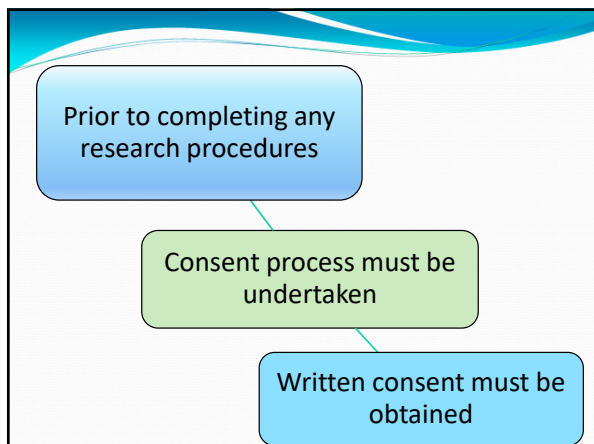 Prior to completing any
research procedures
Consent process must be
undertaken
Written consent must be
obtained